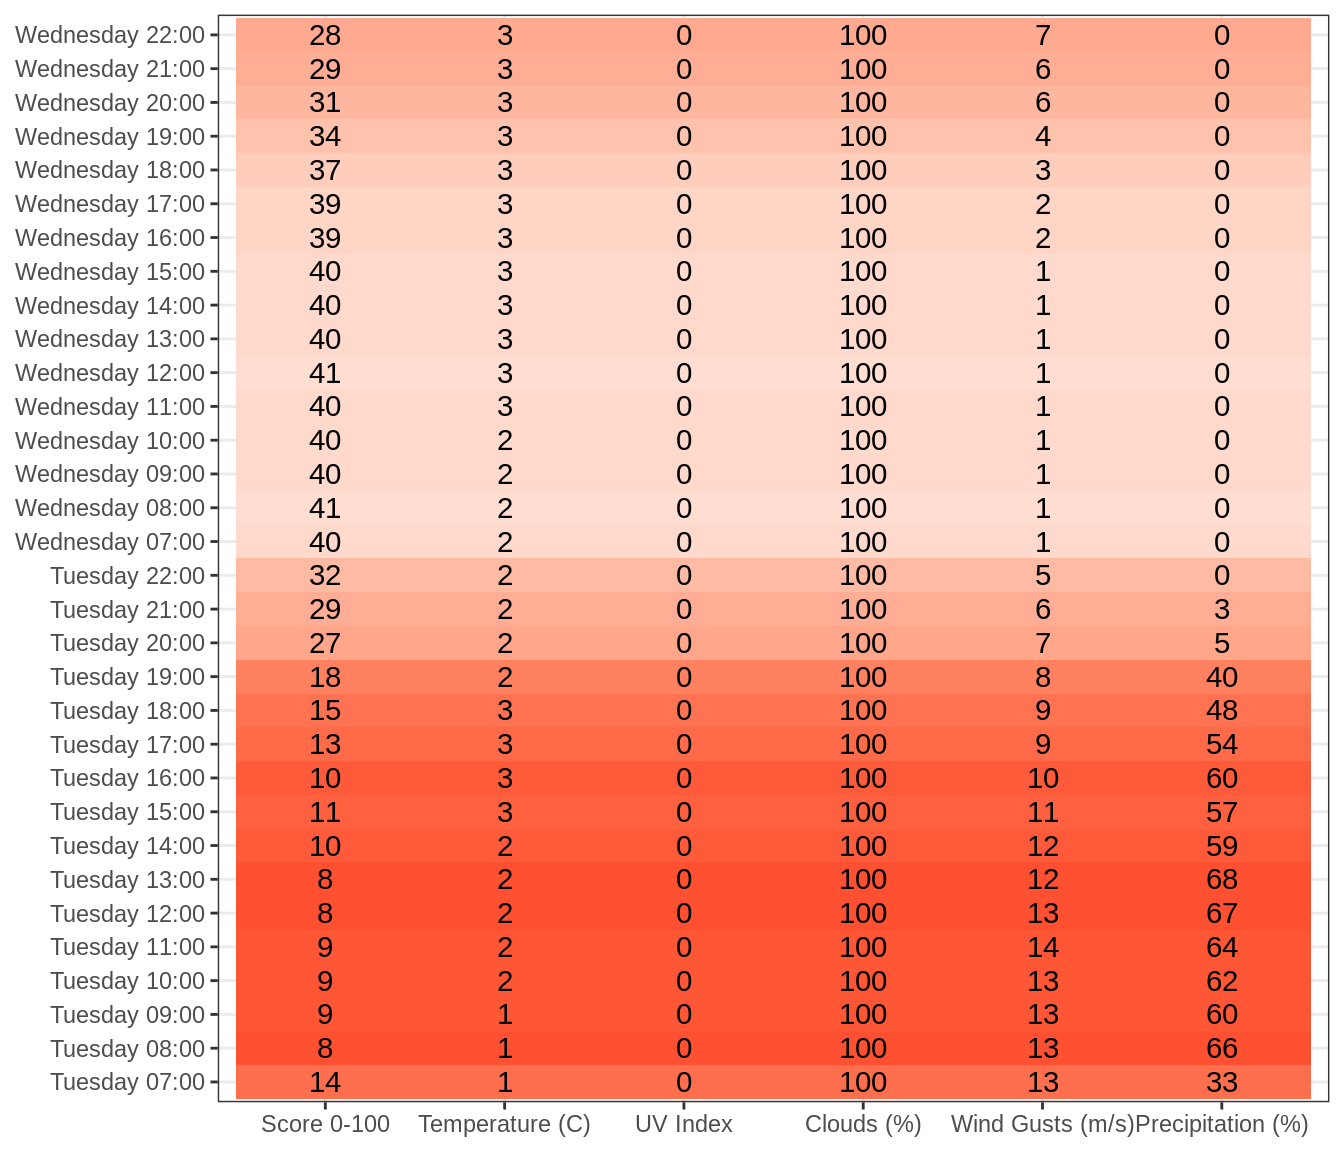 Wednesday 22:00 28 3 0 100 7 0
Wednesday 21:00 29 3 0 100 6 0
Wednesday 20:00 31 3 0 100 6 0
Wednesday 19:00 34 3 0 100 4 0
Wednesday 18:00 37 3 0 100 3 0
Wednesday 17:00 39 3 0 100 2 0
Wednesday 16:00 39 3 0 100 2 0
Wednesday 15:00 40 3 0 100 1 0
Wednesday 14:00 40 3 0 100 1 0
Wednesday 13:00 40 3 0 100 1 0
Wednesday 12:00 41 3 0 100 1 0
Wednesday 11:00 40 3 0 100 1 0
Wednesday 10:00 40 2 0 100 1 0
Wednesday 09:00 40 2 0 100 1 0
Wednesday 08:00 41 2 0 100 1 0
Wednesday 07:00 40 2 0 100 1 0
Tuesday 22:00 32 2 0 100 5 0
Tuesday 21:00 29 2 0 100 6 3
Tuesday 20:00 27 2 0 100 7 5
Tuesday 19:00 18 2 0 100 8 40
Tuesday 18:00 15 3 0 100 9 48
Tuesday 17:00 13 3 0 100 9 54
Tuesday 16:00 10 3 0 100 10 60
Tuesday 15:00 11 3 0 100 11 57
Tuesday 14:00 10 2 0 100 12 59
Tuesday 13:00 8 2 0 100 12 68
Tuesday 12:00 8 2 0 100 13 67
Tuesday 11:00 9 2 0 100 14 64
Tuesday 10:00 9 2 0 100 13 62
Tuesday 09:00 9 1 0 100 13 60
Tuesday 08:00 8 1 0 100 13 66
Tuesday 07:00 14 1 0 100 13 33
Score 0-100 Temperature (C) UV Index Clouds (%) Wind Gusts (m/s) Precipitation (%)